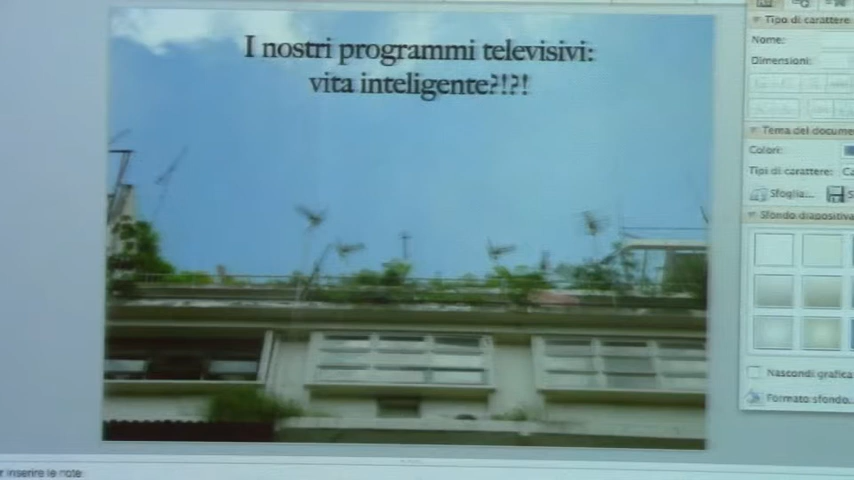 I nostri programmi televisivi:
vita inteligente?!?!
Tipo di carattere
Nome:
Dimensioni:
Tema del docume
Colori:
Tipi di carattere: Ca
Sfoglia... S
Sfondo diapositiva
Nascondi grafica
Formato sfondo...
r inserire le note